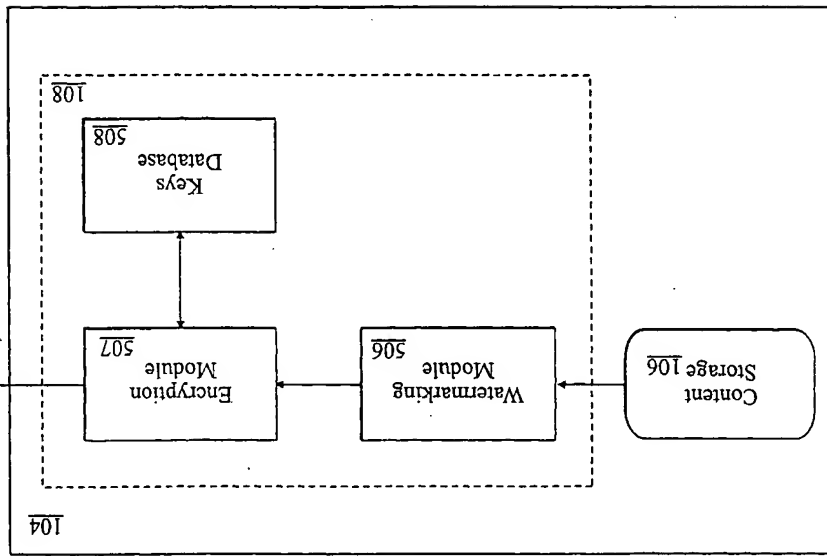 104
Content
Storage 106
Watermarking
Module
506
Encryption
Module
507
Keys
Database
508
108